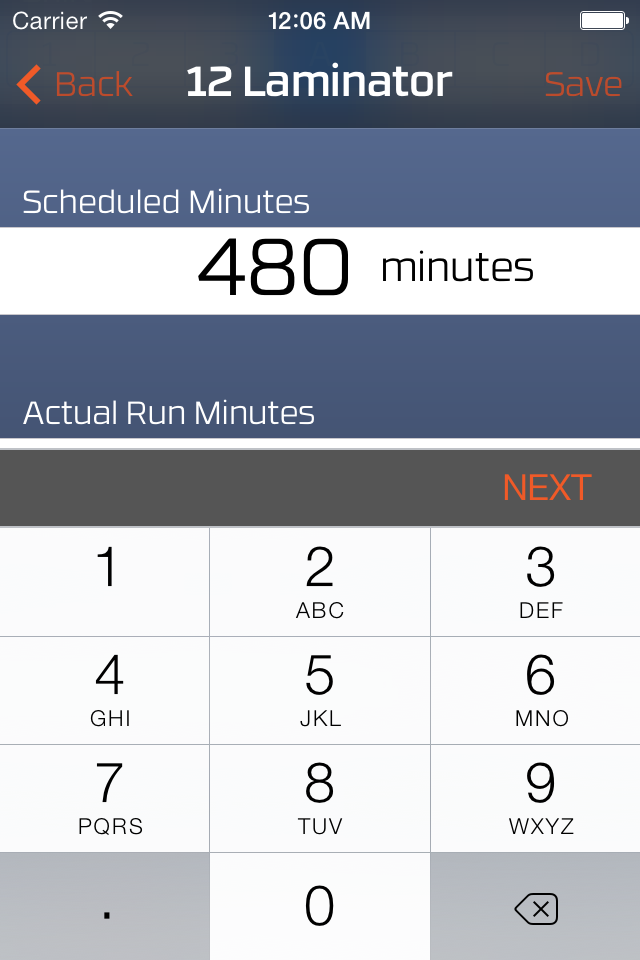 Carrier 12:06 AM
Back 12 Laminator Save
Scheduled Minutes
480 minutes
Actual Run Minutes
NEXT
1 2 3
ABC DEF
4 5 6
GHI JKL MNO
7 8 9
PQRS TUV WXYZ
. 0